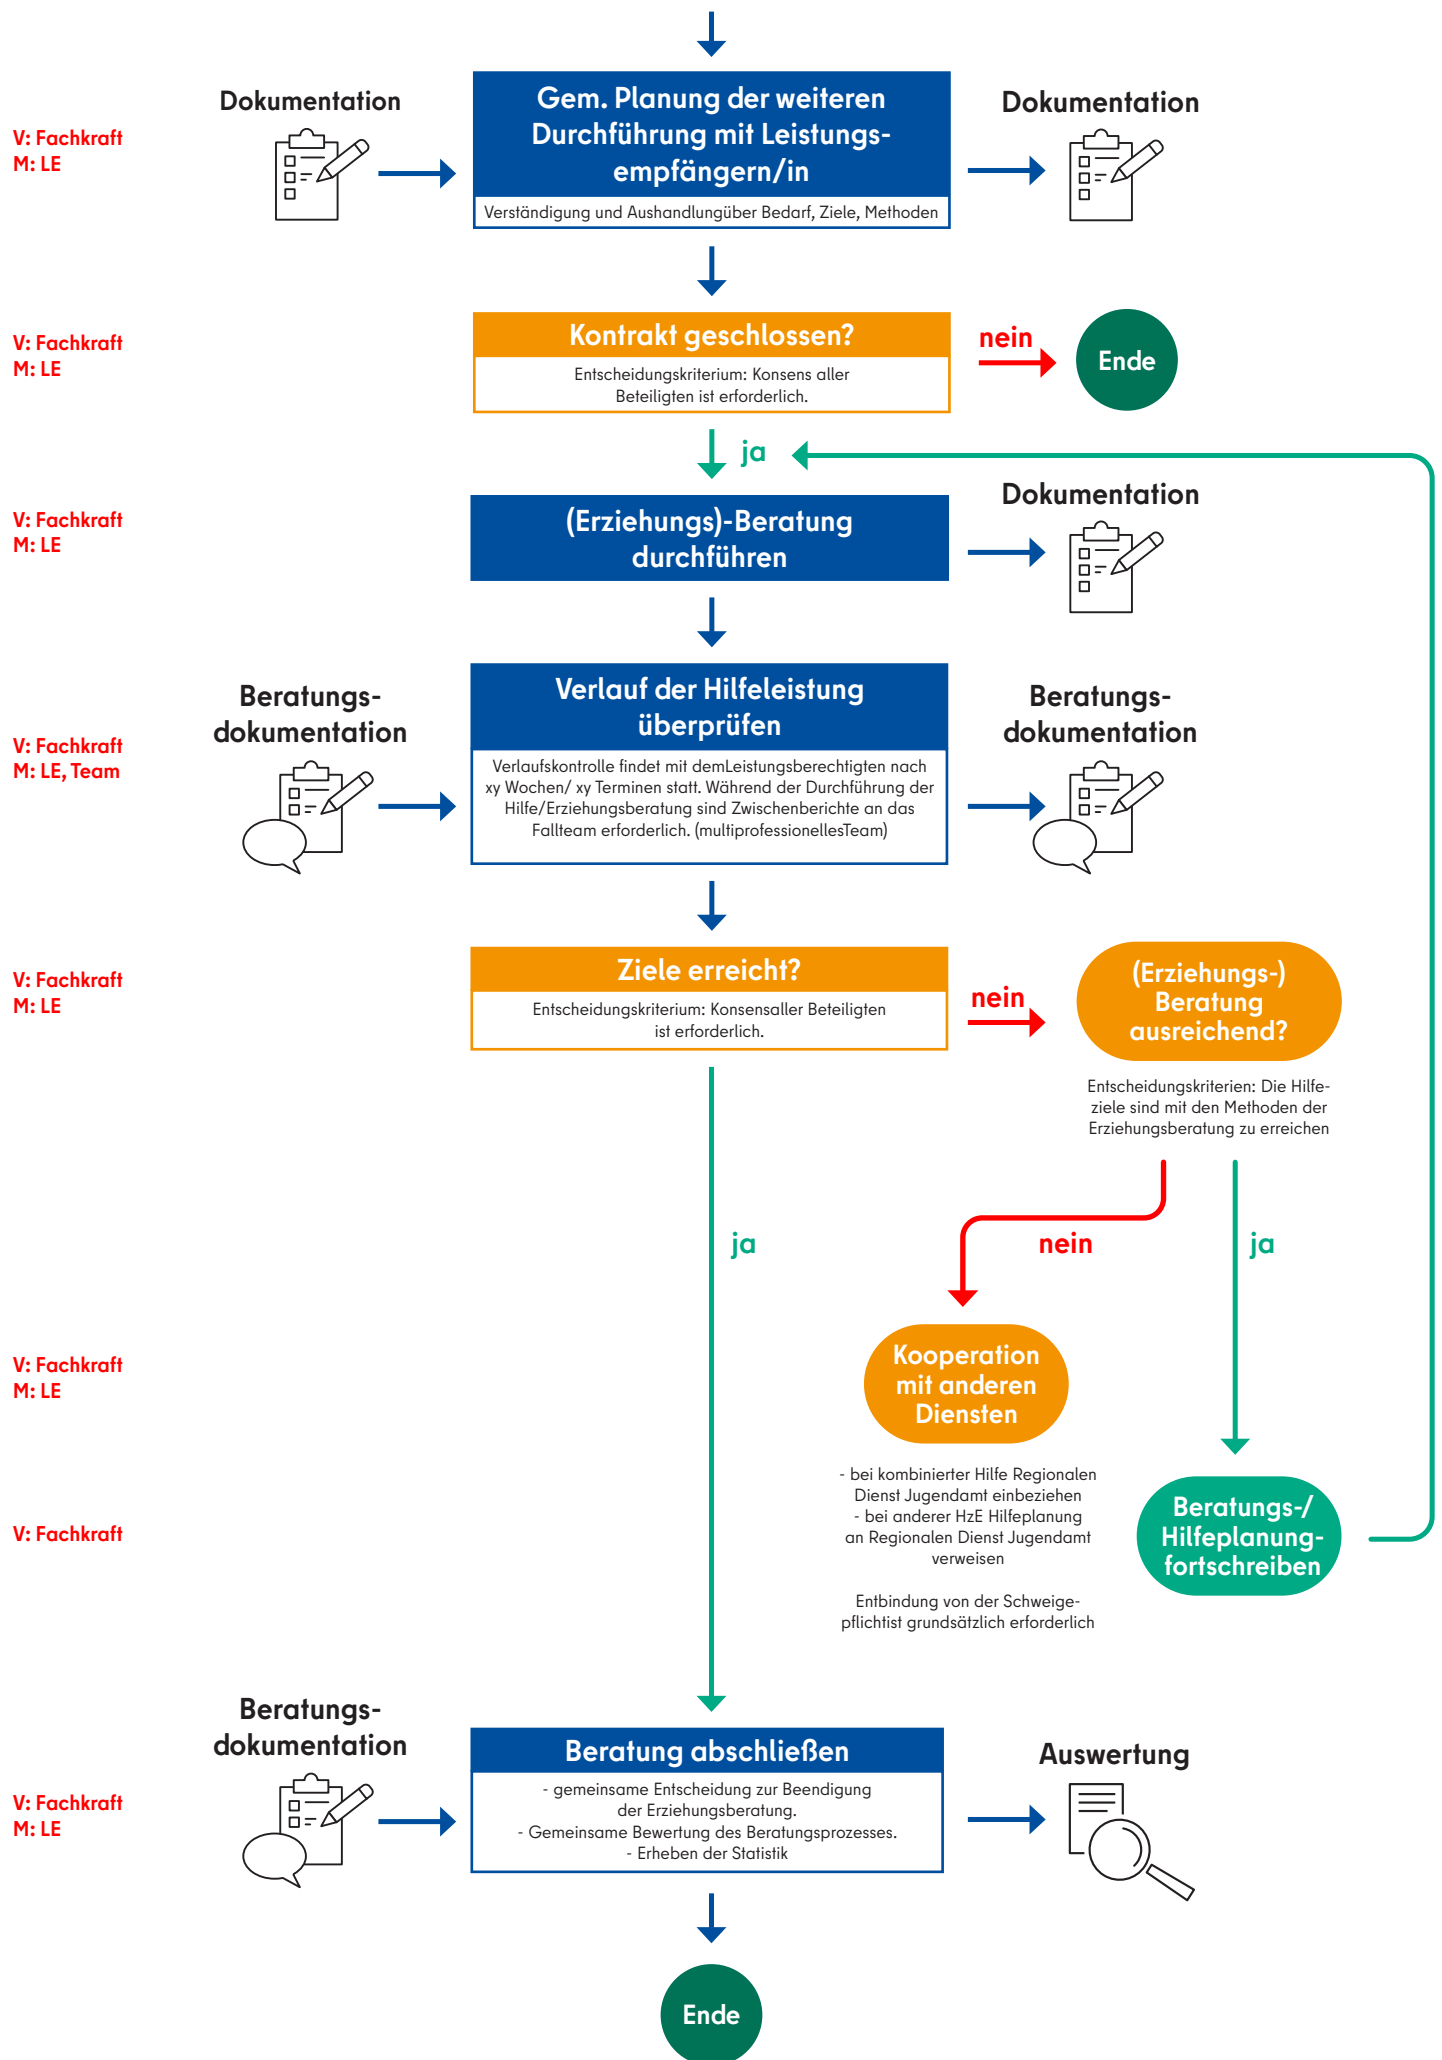 Dokumentation
V: Fachkraft
M: LE
Gem. Planung der weiteren
Durchführung mit Leistungs-
empfängern/in
Verständigung und Aushandlungüber Bedarf, Ziele, Methoden
Dokumentation
V: Fachkraft
M: LE
Kontrakt geschlossen?
Entscheidungskriterium: Konsens aller
Beteiligten ist erforderlich.
nein
Ende
ja
V: Fachkraft
M: LE
(Erziehungs)-Beratung
durchführen
Dokumentation
V: Fachkraft
M: LE, Team
Beratungs-
dokumentation
Verlauf der Hilfeleistung
überprüfen
Verlaufskontrolle findet mit demLeistungsberechtigten nach
xy Wochen/ xy Terminen statt. Während der Durchführung der
Hilfe/Erziehungsberatung sind Zwischenberichte an das
Fallteam erforderlich. (multiprofessionellesTeam)
Beratungs-
dokumentation
V: Fachkraft
M: LE
Ziele erreicht?
Entscheidungskriterium: Konsensaller Beteiligten
ist erforderlich.
nein
(Erziehungs-)
Beratung
ausreichend?
Entscheidungskriterien: Die Hilfe-
ziele sind mit den Methoden der
Erziehungsberatung zu erreichen
ja
nein
ja
V: Fachkraft
M: LE
Kooperation
mit anderen
Diensten
- bei kombinierter Hilfe Regionalen
Dienst Jugendamt einbeziehen
- bei anderer HzE Hilfeplanung
an Regionalen Dienst Jugendamt
verweisen
Entbindung von der Schweige-
pflichtist grundsätzlich erforderlich
V: Fachkraft
Beratungs-/
Hilfeplanung-
fortschreiben
Beratungs-
dokumentation
V: Fachkraft
M: LE
Beratung abschließen
- gemeinsame Entscheidung zur Beendigung
der Erziehungsberatung.
- Gemeinsame Bewertung des Beratungsprozesses.
- Erheben der Statistik
Auswertung
Ende